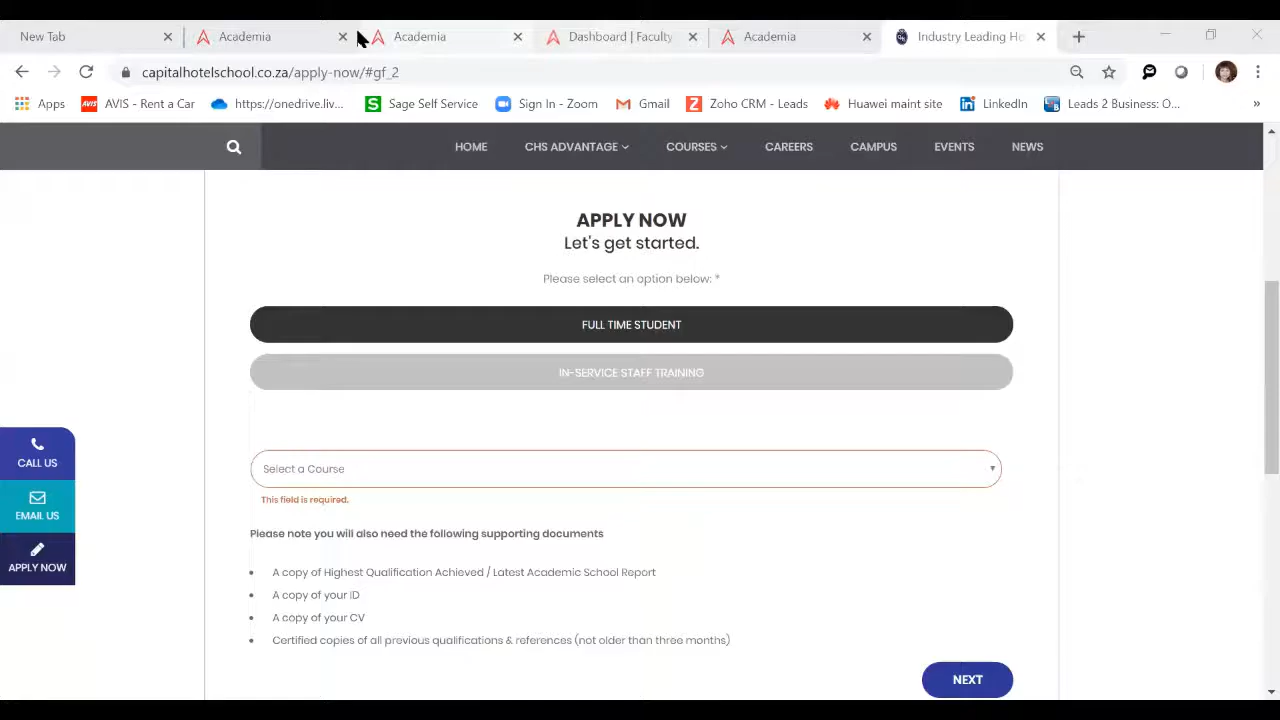 New Tab
Academia
Academia
Dashboard | Faculty
Academia
Industry Leading Ho
capitalhotelschool.co.za/apply-now/#gf_2
Apps
AVIS - Rent a Car
https://onedrive.liv...
Sage Self Service
Sign In - Zoom
Gmail
Zoho CRM - Leads
Huawei maint site
LinkedIn
Leads 2 Business: O...
»
HOME
CHS ADVANTAGE
COURSES
CAREERS
CAMPUS
EVENTS
NEWS
APPLY NOW
Let's get started.
Please select an option below: *
FULL TIME STUDENT
IN-SERVICE STAFF TRAINING
CALL US
EMAIL US
APPLY NOW
Select a Course
This field is required.
Please note you will also need the following supporting documents
• A copy of Highest Qualification Achieved / Latest Academic School Report
• A copy of your ID
• A copy of your CV
• Certified copies of all previous qualifications & references (not older than three months)
NEXT